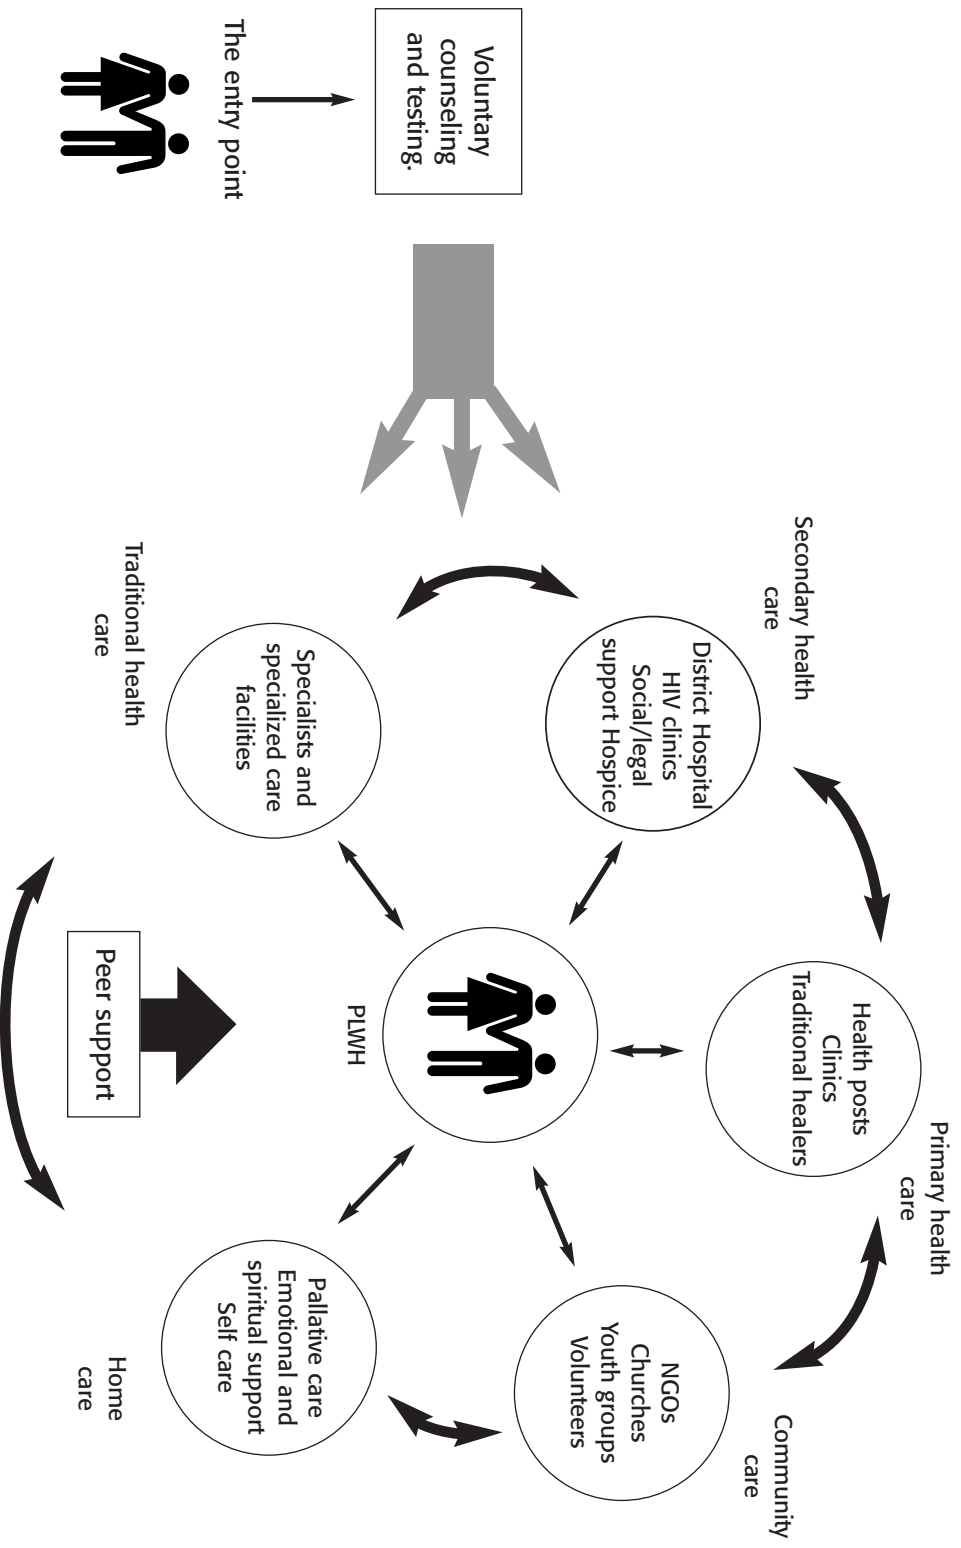 The entry point
Voluntary
counseling
and testing.
Secondary health
care
District Hospital
HIV clinics
Social/legal
support Hospice
Primary health
care
Health posts
Clinics
Traditional healers
Community
care
NGOs
Churches
Youth groups
Volunteers
Home
care
Pallative care
Emotional and
spiritual support
Self care
Traditional health
care
Specialists and
specialized care
facilities
PLWH
Peer support